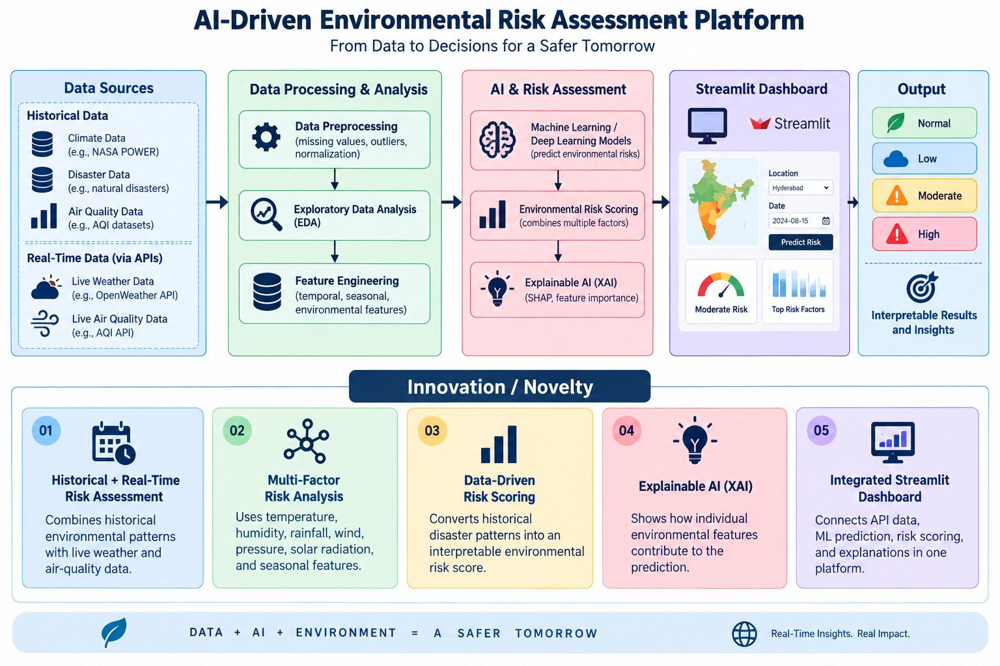 AI-Driven Environmental Risk Assessment Platform
From Data to Decisions for a Safer Tomorrow
Data Sources
Historical Data
Climate Data
(e.g., NASA POWER)
Disaster Data
(e.g., natural disasters)
Air Quality Data
(e.g., AQI datasets)
Real-Time Data (via APIs)
Live Weather Data
(e.g., OpenWeather API)
Live Air Quality Data
(e.g., AQI API)
Data Processing & Analysis
Data Preprocessing
(missing values, outliers,
normalization)
Exploratory Data Analysis
(EDA)
Feature Engineering
(temporal, seasonal,
environmental features)
AI & Risk Assessment
Machine Learning /
Deep Learning Models
(predict environmental risks)
Environmental Risk Scoring
(combines multiple factors)
Explainable AI (XAI)
(SHAP, feature importance)
Streamlit Dashboard
Streamlit
Location
Hyderabad
Date
2024-08-15
Predict Risk
Moderate Risk
Top Risk Factors
Output
Normal
Low
Moderate
High
Interpretable Results
and Insights
Innovation / Novelty
01
Historical + Real-Time
Risk Assessment
Combines historical
environmental patterns
with live weather and
air-quality data.
02
Multi-Factor
Risk Analysis
Uses temperature,
humidity, rainfall, wind,
pressure, solar radiation,
and seasonal features.
03
Data-Driven
Risk Scoring
Converts historical
disaster patterns into an
interpretable environmental
risk score.
04
Explainable AI (XAI)
Shows how individual
environmental features
contribute to the
prediction.
05
Integrated Streamlit
Dashboard
Connects API data,
ML prediction, risk scoring,
and explanations in one
platform.
DATA + AI + ENVIRONMENT = A SAFER TOMORROW
Real-Time Insights. Real Impact.